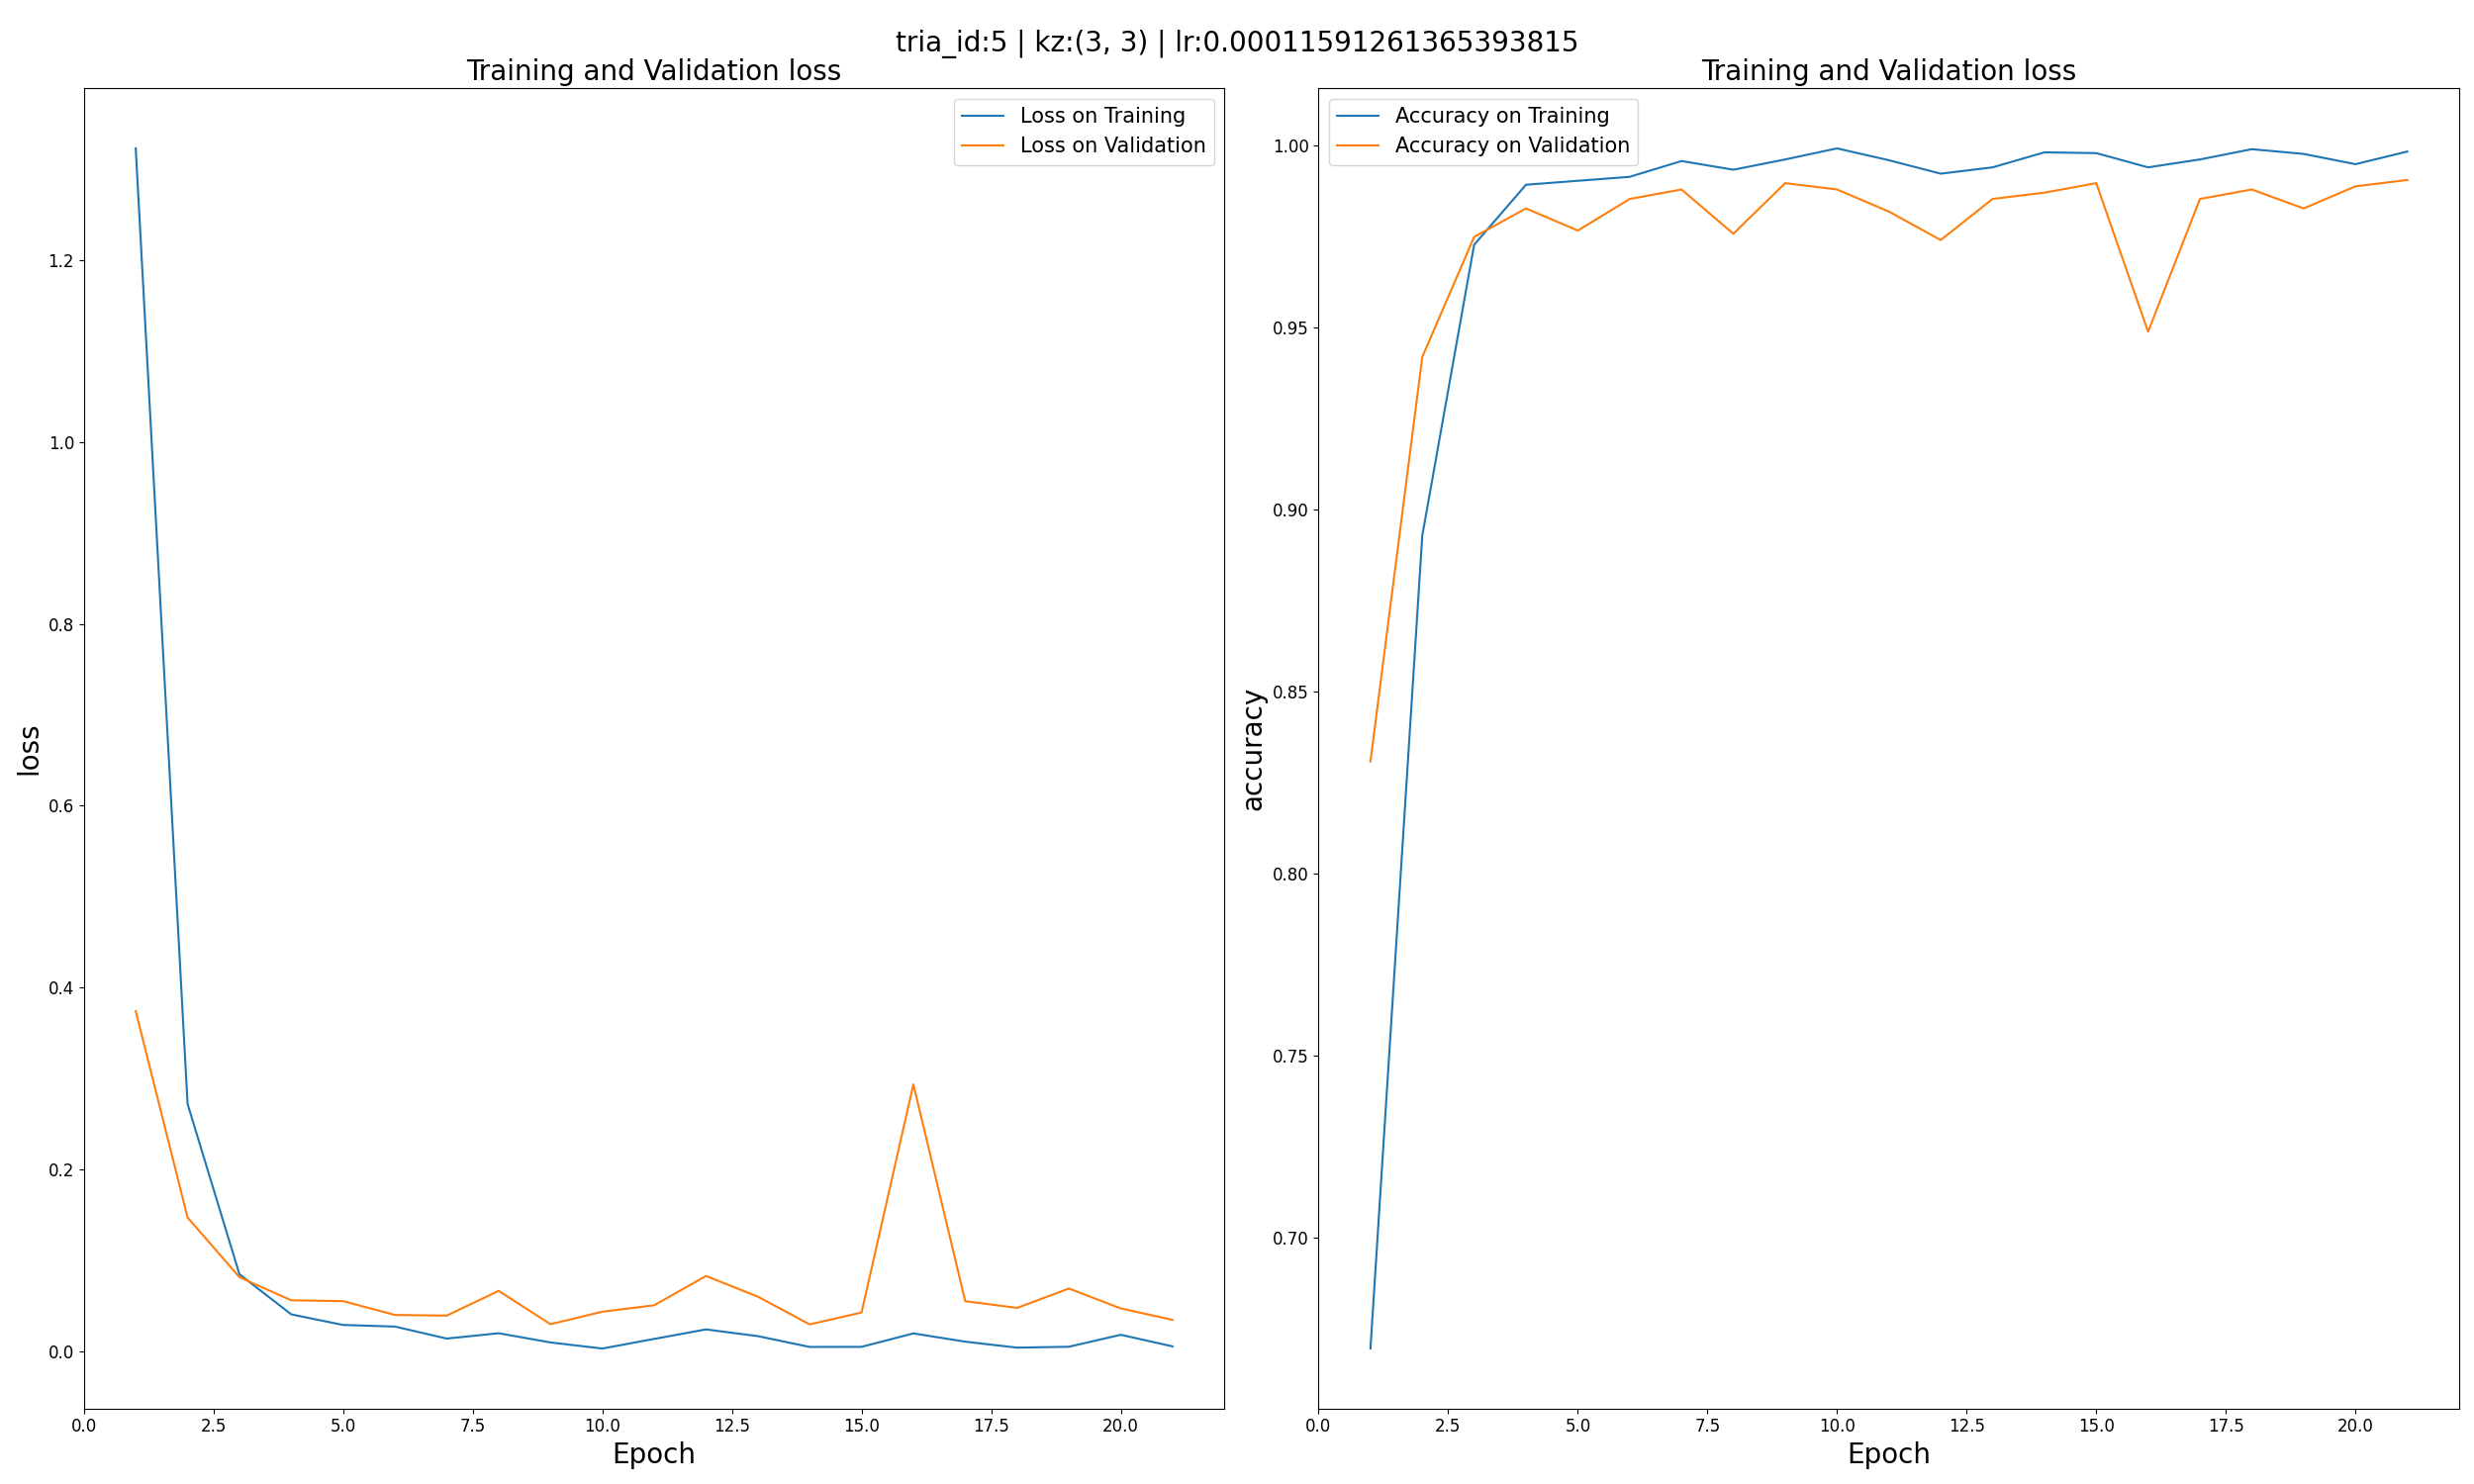 tria_id:5 | kz:(3, 3) | lr:0.00011591261365393815
Training and Validation loss
Loss on Training
Loss on Validation
loss
1.2
1.0
0.8
0.6
0.4
0.2
0.0
0.0 2.5 5.0 7.5 10.0 12.5 15.0 17.5 20.0
Epoch
Training and Validation loss
Accuracy on Training
Accuracy on Validation
accuracy
1.00
0.95
0.90
0.85
0.80
0.75
0.70
0.0 2.5 5.0 7.5 10.0 12.5 15.0 17.5 20.0
Epoch